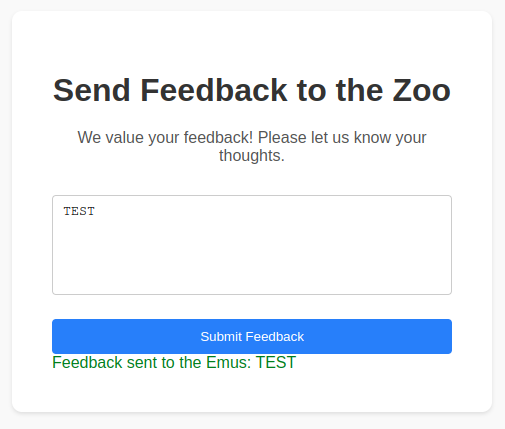 Send Feedback to the Zoo
We value your feedback! Please let us know your
thoughts.
TEST
Submit Feedback
Feedback sent to the Emus: TEST